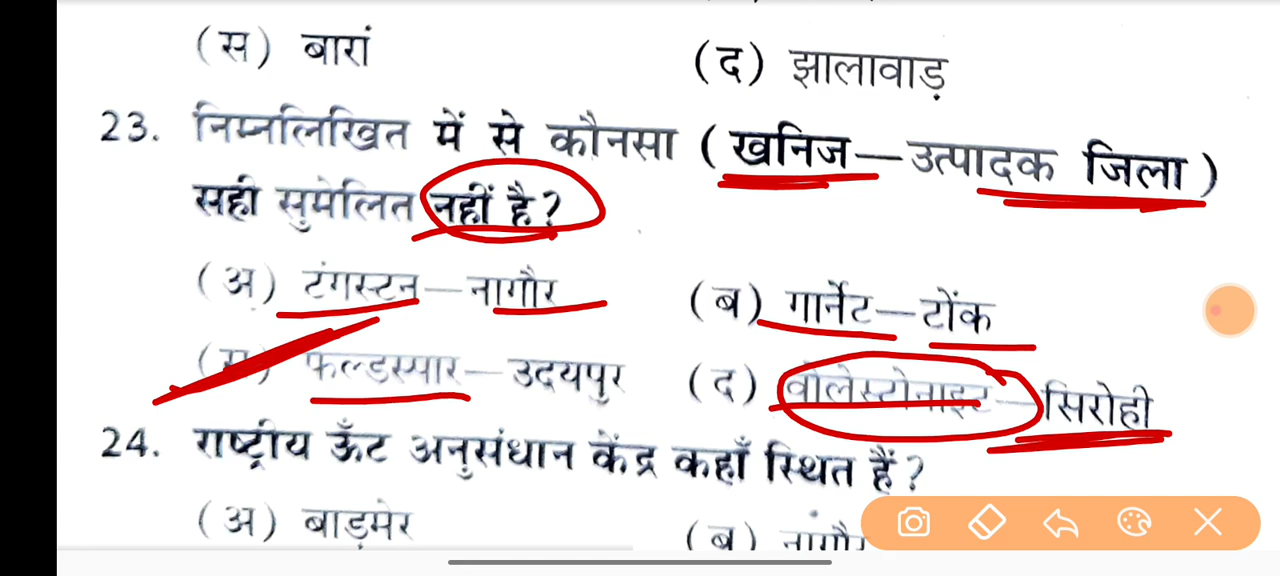 (स) बारां (द) झालावाड़
23. निम्नलिखित में से कौनसा ( खनिज—उत्पादक जिला )
सही सुमेलित नहीं है?
(अ) टंगस्टन—नागौर (ब) गार्नेट—टोंक
(स) फेल्डस्पार—उदयपुर (द) वोलेस्टोनाइट—सिरोही
24. राष्ट्रीय ऊँट अनुसंधान केंद्र कहाँ स्थित हैं?
(अ) बाड़मेर (ब)